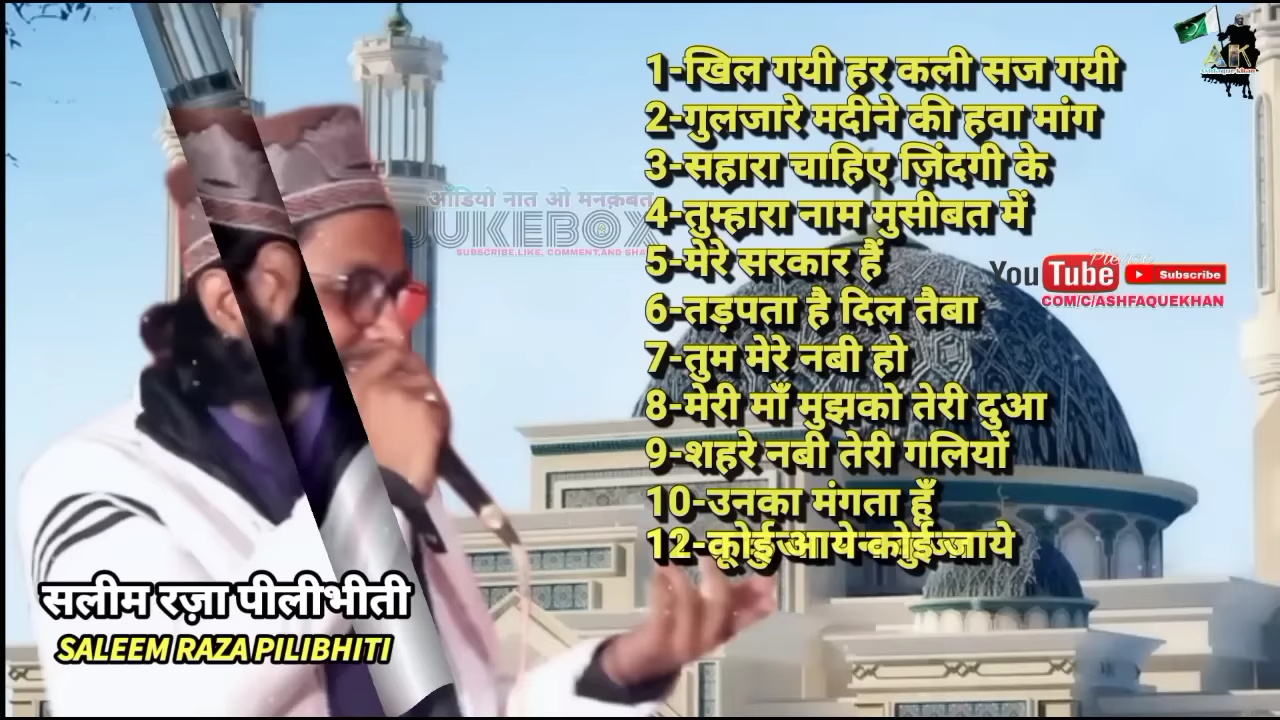 1-खिल गयी हर कली सज गयी
2-गुलजारे मदीने की हवा मांग
3-सहारा चाहिए ज़िंदगी के
4-तुम्हारा नाम मुसीबत में
5-मेरे सरकार हैं
6-तड़पता है दिल तैबा
7-तुम मेरे नबी हो
8-मेरी माँ मुझको तेरी दुआ
9-शहरे नबी तेरी गलियों
10-उनका मंगता हूँ
12-कोई आये कोई जाये
ऑडियो नात ओ मनक़बत
JUKEBOX
SUBSCRIBE,LIKE, COMMENT,AND SHA
AK
Please
YouTube Subscribe
COM/C/ASHFAQUEKHAN
सलीम रज़ा पीलीभीती
SALEEM RAZA PILIBHITI